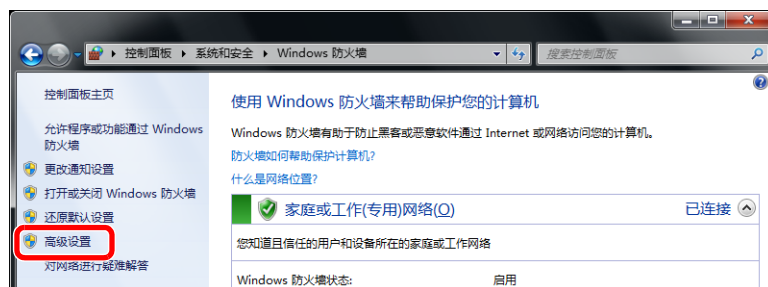 控制面板 系统和安全 Windows 防火墙 搜索控制面板
控制面板主页
允许程序或功能通过 Windows
防火墙
更改通知设置
打开或关闭 Windows 防火墙
还原默认设置
高级设置
对网络进行疑难解答
使用 Windows 防火墙来帮助保护您的计算机
Windows 防火墙有助于防止黑客或恶意软件通过 Internet 或网络访问您的计算机。
防火墙如何帮助保护计算机?
什么是网络位置?
家庭或工作(专用)网络(O) 已连接
您知道且信任的用户和设备所在的家庭或工作网络
Windows 防火墙状态: 启用